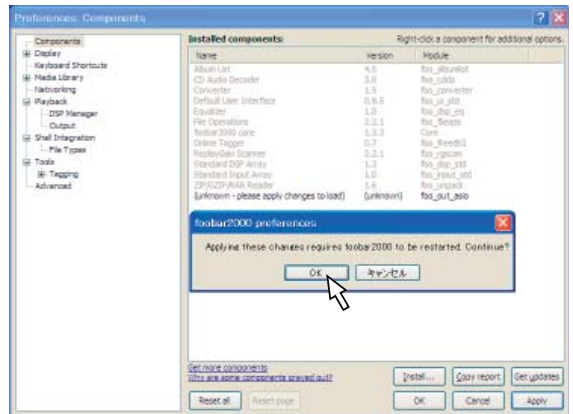 Preferences: Components
Components
Display
Keyboard Shortcuts
Media Library
Networking
Playback
DSP Manager
Output
Shell Integration
File Types
Tools
Tagging
Advanced
Installed components:
Right-click a component for additional options.
Name Version Module
Album List 4.5 foo_albumlist
CD Audio Decoder 3.0 foo_cdda
Converter 1.5 foo_converter
Default User Interface 0.9.5 foo_ui_std
Equalizer 1.0 foo_dsp_eq
File Operations 2.2.1 foo_fileops
foobar2000 core 1.3.3 Core
Online Tagger 0.7 foo_freedb2
ReplayGain Scanner 2.2.1 foo_rgscan
Standard DSP Array 1.3 foo_dsp_std
Standard Input Array 1.0 foo_input_std
ZIP/GZIP/RAR Reader 1.6 foo_unpack
(unknown - please apply changes to load) (unknown) foo_out_asio
foobar2000 preferences
Applying these changes requires foobar2000 to be restarted. Continue?
OK キャンセル
Get more components
Why are some components greyed out?
Install... Copy report Get updates
Reset all Reset page OK Cancel Apply